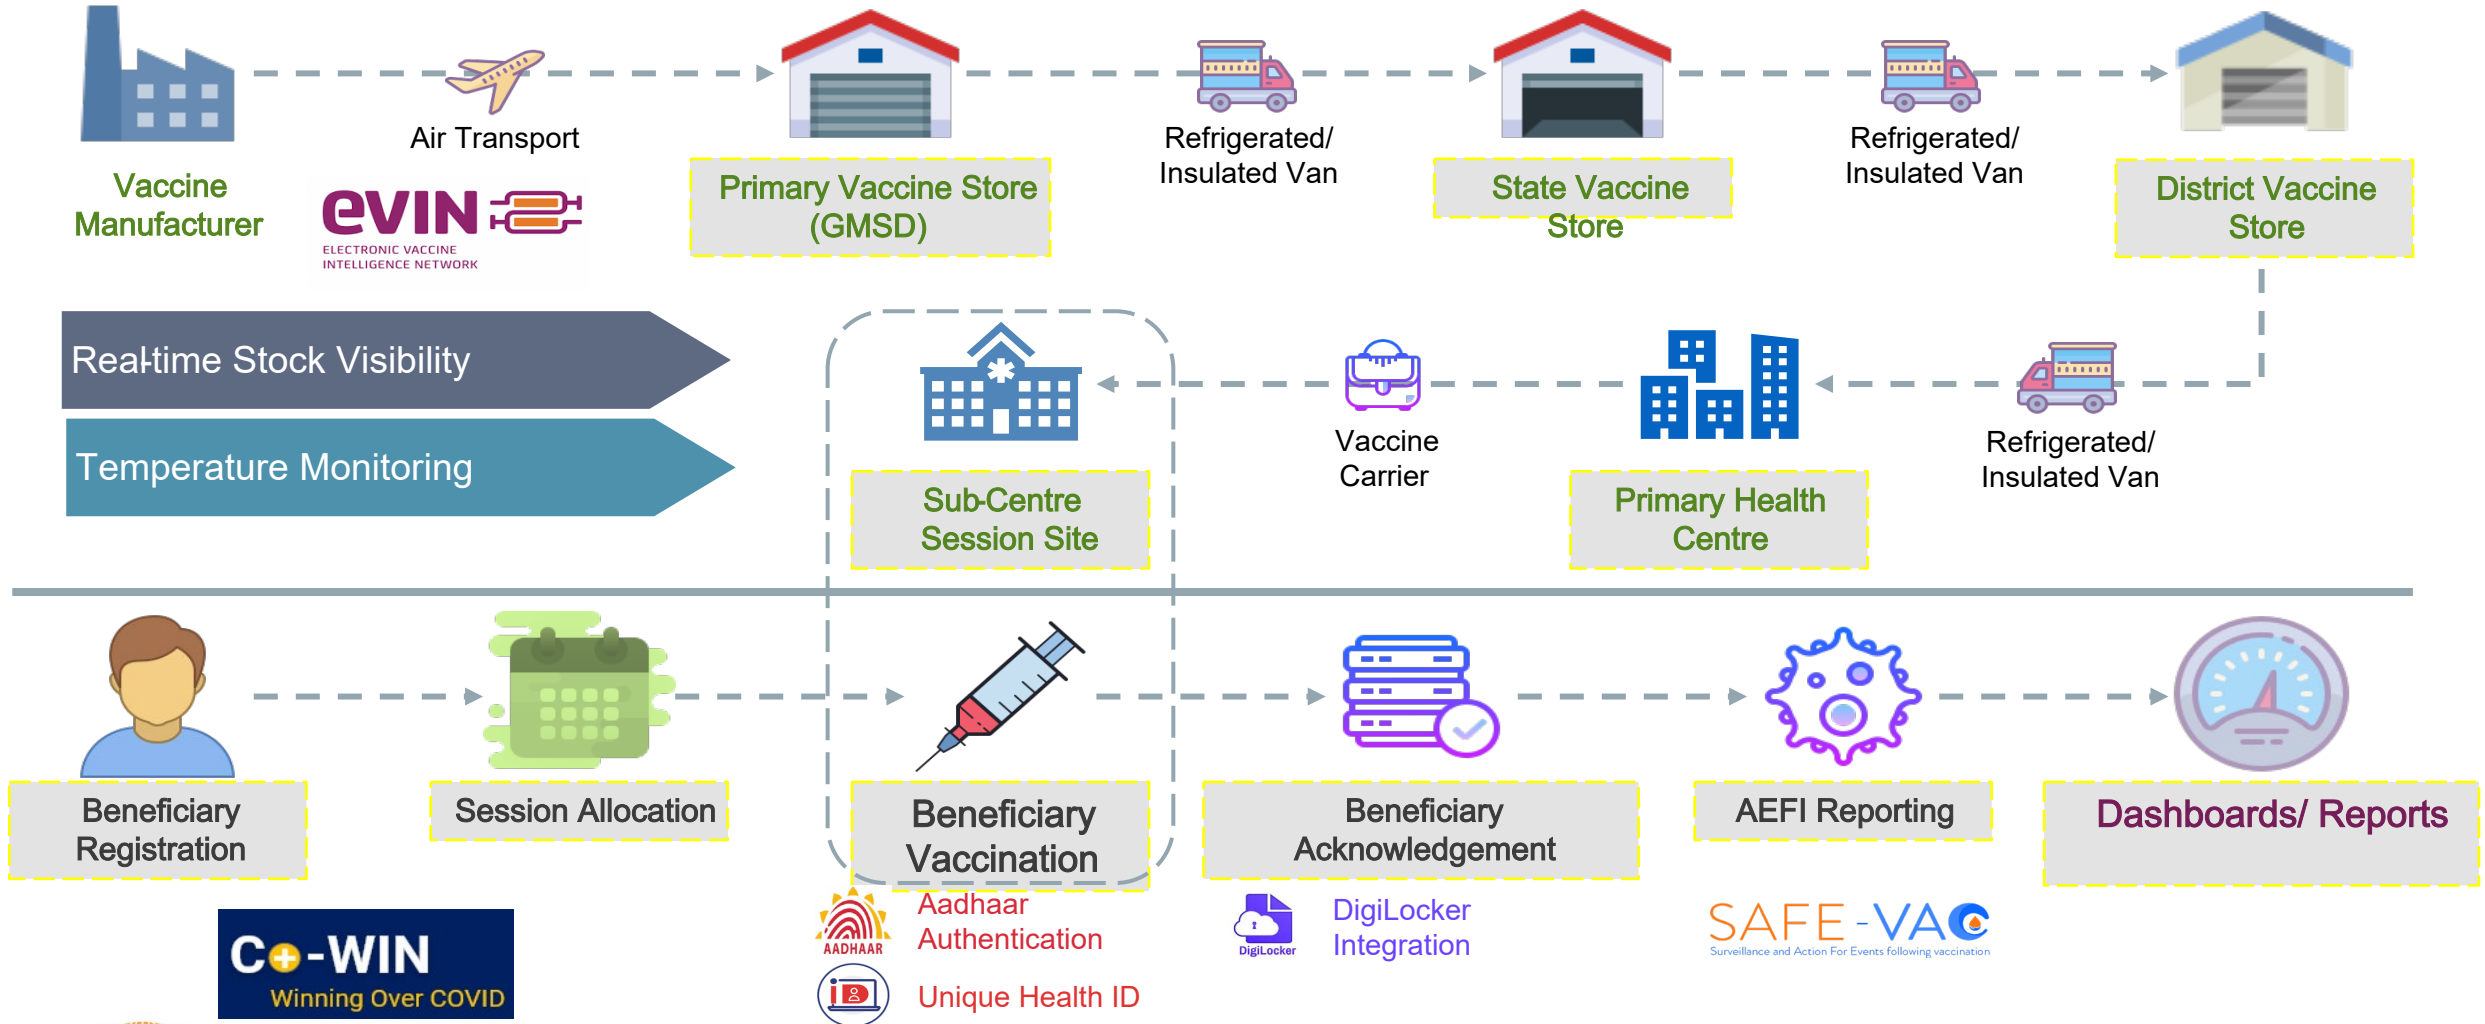 Air Transport
Refrigerated/
Insulated Van
Refrigerated/
Insulated Van
Vaccine
Manufacturer
eVIN
ELECTRONIC VACCINE
INTELLIGENCE NETWORK
Primary Vaccine Store
(GMSD)
State Vaccine
Store
District Vaccine
Store
Real-time Stock Visibility
Temperature Monitoring
Sub-Centre
Session Site
Vaccine
Carrier
Primary Health
Centre
Refrigerated/
Insulated Van
Beneficiary
Registration
Session Allocation
Beneficiary
Vaccination
Beneficiary
Acknowledgement
AEFI Reporting
Dashboards/ Reports
Co-WIN
Winning Over COVID
AADHAAR
Aadhaar
Authentication
iD
Unique Health ID
DigiLocker
DigiLocker
Integration
SAFE-VAC
Surveillance and Action For Events following vaccination